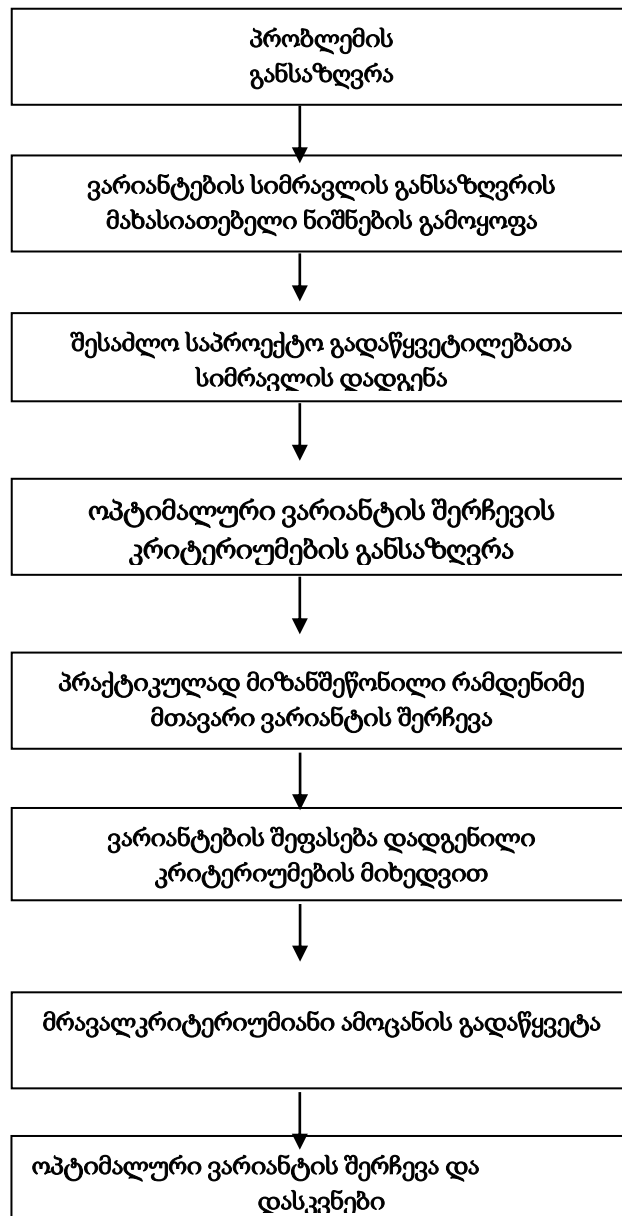 პრობლემის
განსაზღვრა
ვარიანტების სიმრავლის განსაზღვრის
მახასიათებელი ნიშნების გამოყოფა
შესაძლო საპროექტო გადაწყვეტილებათა
სიმრავლის დადგენა
ოპტიმალური ვარიანტის შერჩევის
კრიტერიუმების განსაზღვრა
პრაქტიკულად მიზანშეწონილი რამდენიმე
მთავარი ვარიანტის შერჩევა
ვარიანტების შეფასება დადგენილი
კრიტერიუმების მიხედვით
მრავალკრიტერიუმიანი ამოცანის გადაწყვეტა
ოპტიმალური ვარიანტის შერჩევა და
დასკვნები